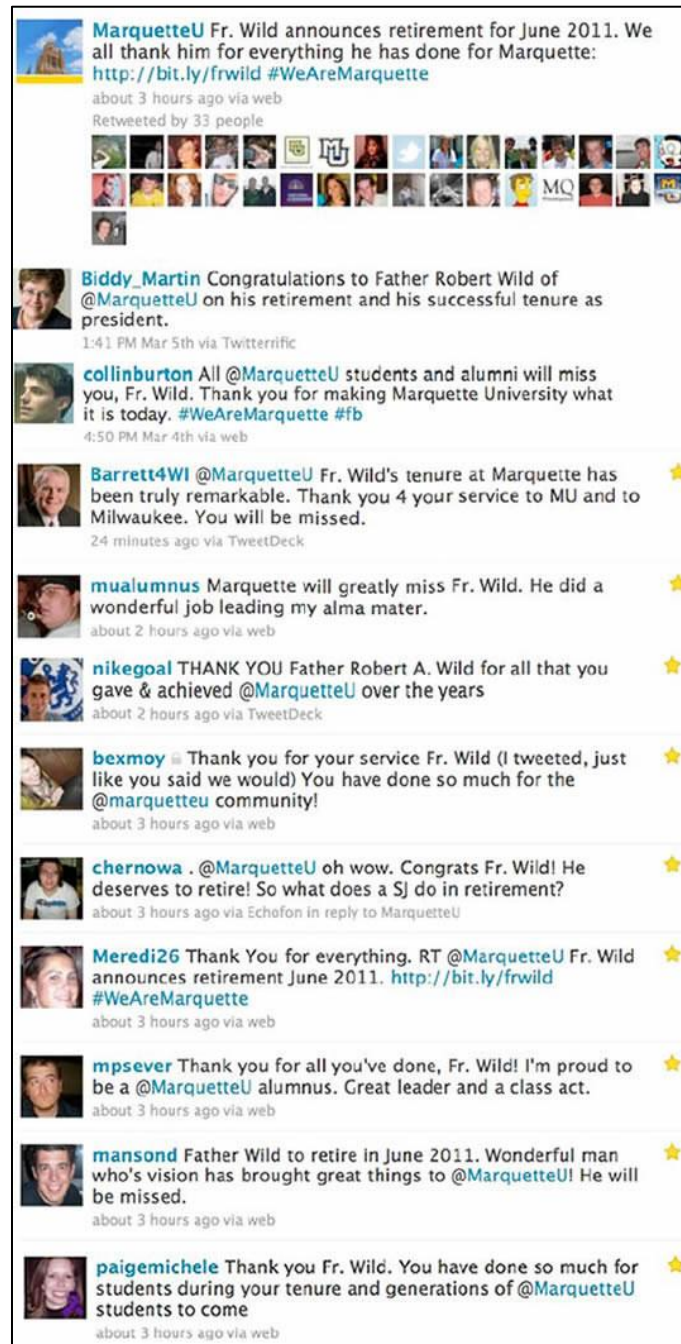 MarquetteU Fr. Wild announces retirement for June 2011. We
all thank him for everything he has done for Marquette:
http://bit.ly/frwild #WeAreMarquette
about 3 hours ago via web
Retweeted by 33 people
MU
MQ
Biddy_Martin Congratulations to Father Robert Wild of
@MarquetteU on his retirement and his successful tenure as
president.
1:41 PM Mar 5th via Twitterrific
collinburton All @MarquetteU students and alumni will miss
you, Fr. Wild. Thank you for making Marquette University what
it is today. #WeAreMarquette #fb
4:50 PM Mar 4th via web
Barrett4WI @MarquetteU Fr. Wild's tenure at Marquette has
been truly remarkable. Thank you 4 your service to MU and to
Milwaukee. You will be missed.
24 minutes ago via TweetDeck
mualumnus Marquette will greatly miss Fr. Wild. He did a
wonderful job leading my alma mater.
about 2 hours ago via web
nikegoal THANK YOU Father Robert A. Wild for all that you
gave & achieved @MarquetteU over the years
about 2 hours ago via TweetDeck
bexmoy Thank you for your service Fr. Wild (I tweeted, just
like you said we would) You have done so much for the
@marquetteu community!
about 3 hours ago via web
chernowa . @MarquetteU oh wow. Congrats Fr. Wild! He
deserves to retire! So what does a SJ do in retirement?
about 3 hours ago via Echofon in reply to MarquetteU
Meredi26 Thank You for everything. RT @MarquetteU Fr. Wild
announces retirement June 2011. http://bit.ly/frwild
#WeAreMarquette
about 3 hours ago via web
mpsever Thank you for all you've done, Fr. Wild! I'm proud to
be a @MarquetteU alumnus. Great leader and a class act.
about 3 hours ago via web
mansond Father Wild to retire in June 2011. Wonderful man
who's vision has brought great things to @MarquetteU! He will
be missed.
about 3 hours ago via web
paigemichele Thank you Fr. Wild. You have done so much for
students during your tenure and generations of @MarquetteU
students to come
about 3 hours ago via web